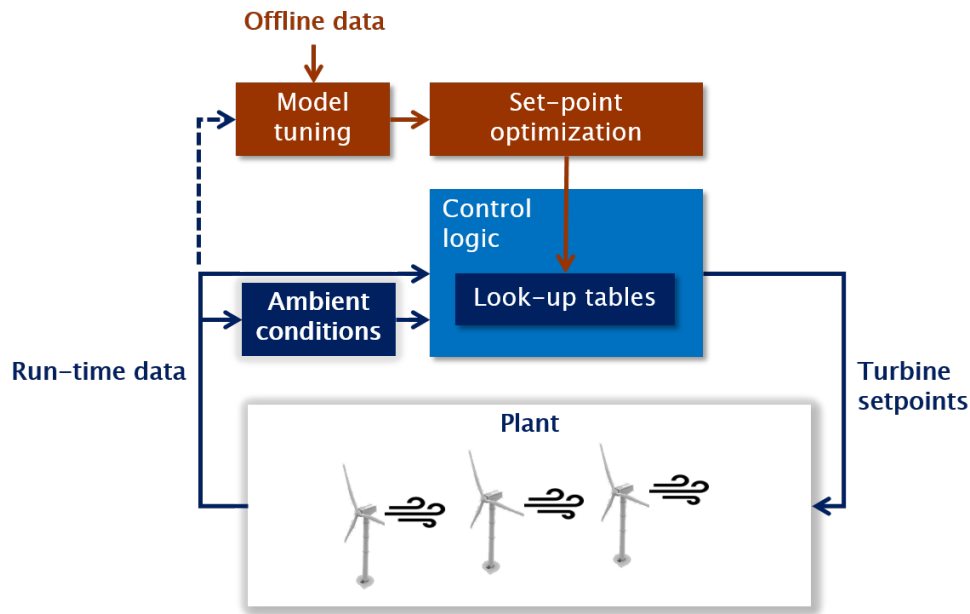 Offline data
Model
tuning
Set-point
optimization
Control
logic
Look-up tables
Ambient
conditions
Run-time data
Turbine
setpoints
Plant